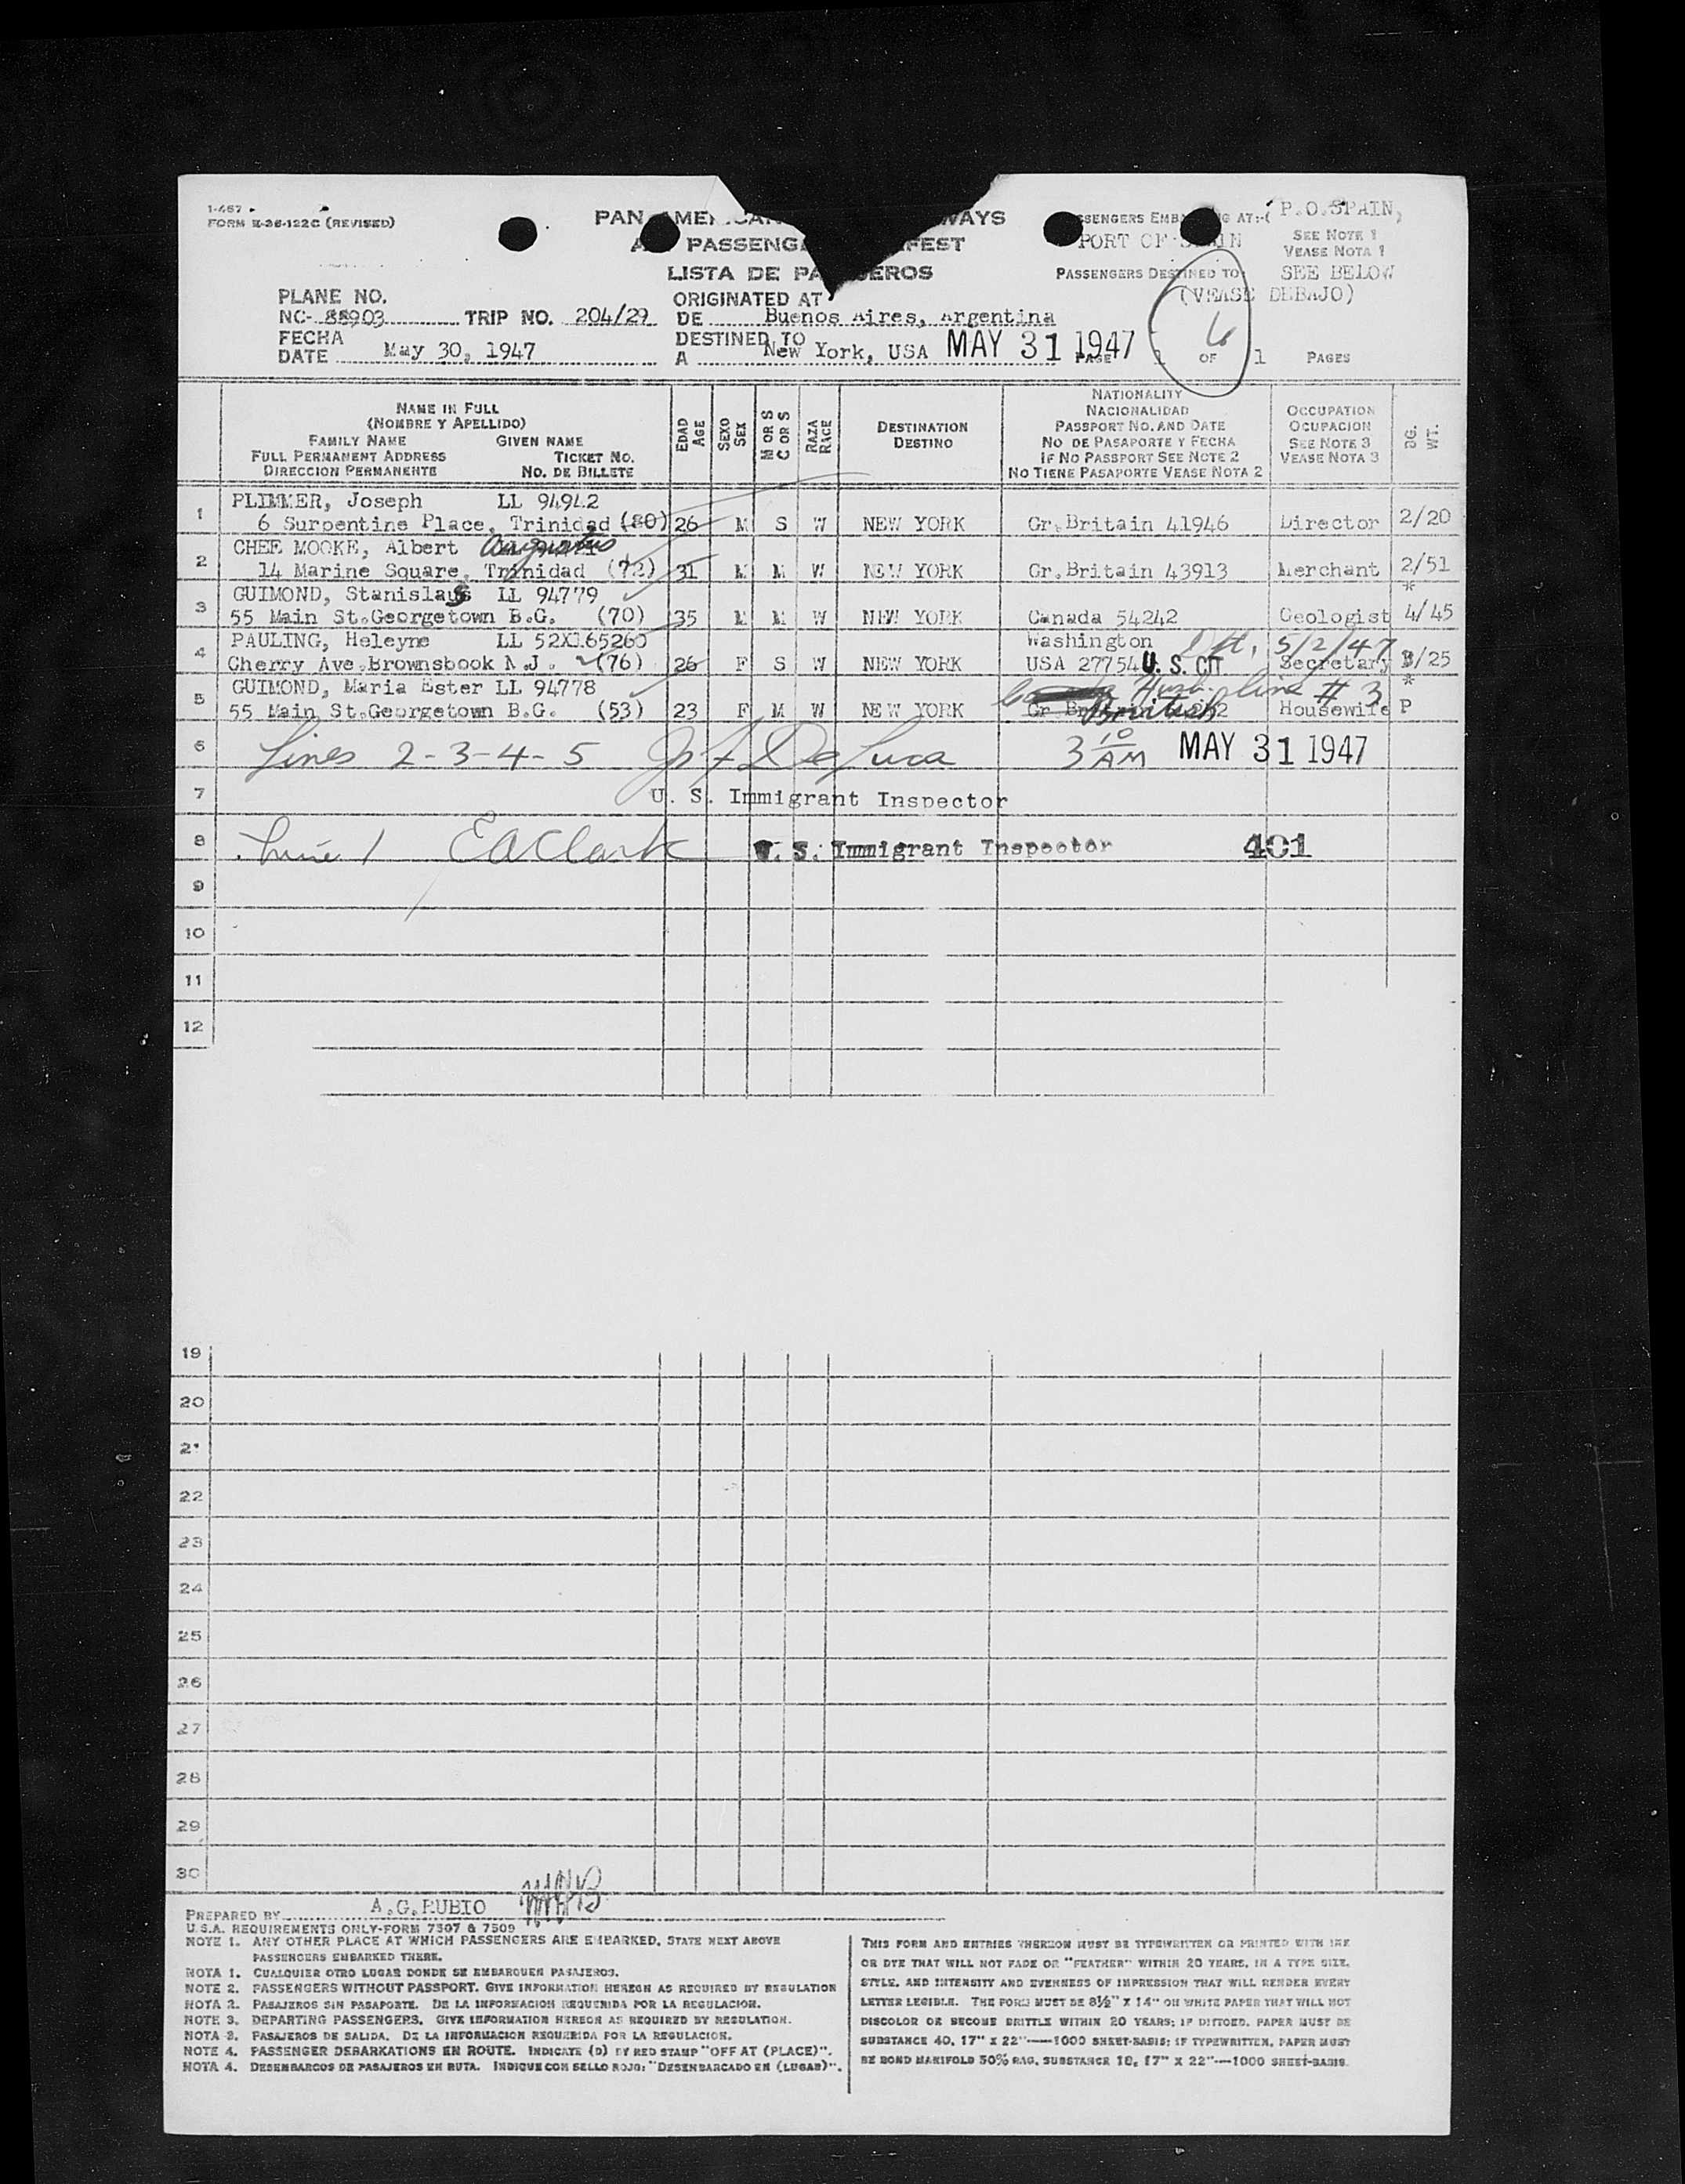 1-467
FORM E-36-122C (REVISED)
PAN AMERICAN WAYS
PASSENG FEST
LISTA DE PA EROS
PASSENGERS EMBARKING AT:-( P.O.SPAIN,
PORT OF SPAIN SEE NOTE 1
VEASE NOTA 1
PASSENGERS DESTINED TO: SEE BELOW
(VEASE DEBAJO)
PLANE NO.
NC- 88903 TRIP NO. 204/29
ORIGINATED AT
DE Buenos Aires, Argentina
FECHA
DATE May 30, 1947
DESTINED TO
A New York, USA MAY 31 1947
PAGE 1 OF 1 PAGES
6
NAME IN FULL
(NOMBRE Y APELLIDO)
FAMILY NAME GIVEN NAME
FULL PERMANENT ADDRESS TICKET NO.
DIRECCION PERMANENTE NO. DE BILLETE
EDAD
AGE
SEXO
SEX
M OR S
C OR S
RAZA
RACE
DESTINATION
DESTINO
NATIONALITY
NACIONALIDAD
PASSPORT NO. AND DATE
NO DE PASAPORTE Y FECHA
IF NO PASSPORT SEE NOTE 2
NO TIENE PASAPORTE VEASE NOTA 2
OCCUPATION
OCUPACION
SEE NOTE 3
VEASE NOTA 3
BG.
WT.
1 PLIMMER, Joseph LL 94942
6 Surpentine Place, Trinidad (80) 26 M S W NEW YORK Gr.Britain 41946 Director 2/20
2 CHEE MOOKE, Albert Augustus
14 Marine Square, Trinidad (72) 31 M M W NEW YORK Gr.Britain 43913 Merchant 2/51
3 GUIMOND, Stanislaus LL 94779 *
55 Main St.Georgetown B.G. (70) 35 M M W NEW YORK Canada 54242 Geologist 4/45
4 PAULING, Heleyne LL 52X165260 Washington 5/2/47
Cherry Ave.Brownsbook N.J. (76) 26 F S W NEW YORK USA 27754 U. S. CIT Secretary 3/25
5 GUIMOND, Maria Ester LL 94778 Husb. line # 3 *
55 Main St.Georgetown B.G. (53) 23 F M W NEW YORK British Housewife P
6 Lines 2-3-4-5 DeLuca 3 10 AM MAY 31 1947
7 U. S. Immigrant Inspector
8 Line 1 EAClark U. S. Immigrant Inspector 401
9
10
11
12
19
20
21
22
23
24
25
26
27
28
29
30
PREPARED BY A.G.RUBIO
U.S.A. REQUIREMENTS ONLY-FORM 7507 & 7509
NOTE 1. ANY OTHER PLACE AT WHICH PASSENGERS ARE EMBARKED, STATE NEXT ABOVE
PASSENGERS EMBARKED THERE.
NOTA 1. CUALQUIER OTRO LUGAR DONDE SE EMBARQUEN PASAJEROS.
NOTE 2. PASSENGERS WITHOUT PASSPORT. GIVE INFORMATION HEREON AS REQUIRED BY REGULATION
NOTA 2. PASAJEROS SIN PASAPORTE. DE LA INFORMACION REQUERIDA POR LA REGULACION.
NOTE 3. DEPARTING PASSENGERS. GIVE INFORMATION HEREON AS REQUIRED BY REGULATION.
NOTA 3. PASAJEROS DE SALIDA. DE LA INFORMACION REQUERIDA POR LA REGULACION.
NOTE 4. PASSENGER DEBARKATIONS EN ROUTE. INDICATE (D) BY RED STAMP "OFF AT (PLACE)".
NOTA 4. DESEMBARCOS DE PASAJEROS EN RUTA. INDIQUE CON SELLO ROJO: "DESEMBARCADO EN (LUGAR)".
THIS FORM AND ENTRIES THEREON MUST BE TYPEWRITTEN OR PRINTED WITH INK
OR DYE THAT WILL NOT FADE OR "FEATHER" WITHIN 20 YEARS, IN A TYPE SIZE,
STYLE, AND INTENSITY AND EVENNESS OF IMPRESSION THAT WILL RENDER EVERY
LETTER LEGIBLE. THE FORM MUST BE 8½" X 14" ON WHITE PAPER THAT WILL NOT
DISCOLOR OR BECOME BRITTLE WITHIN 20 YEARS; IF DITTOED, PAPER MUST BE
SUBSTANCE 40, 17" X 22"—1000 SHEET-BASIS; IF TYPEWRITTEN, PAPER MUST
BE BOND MANIFOLD 50% RAG, SUBSTANCE 18, 17" X 22"—1000 SHEET-BASIS.